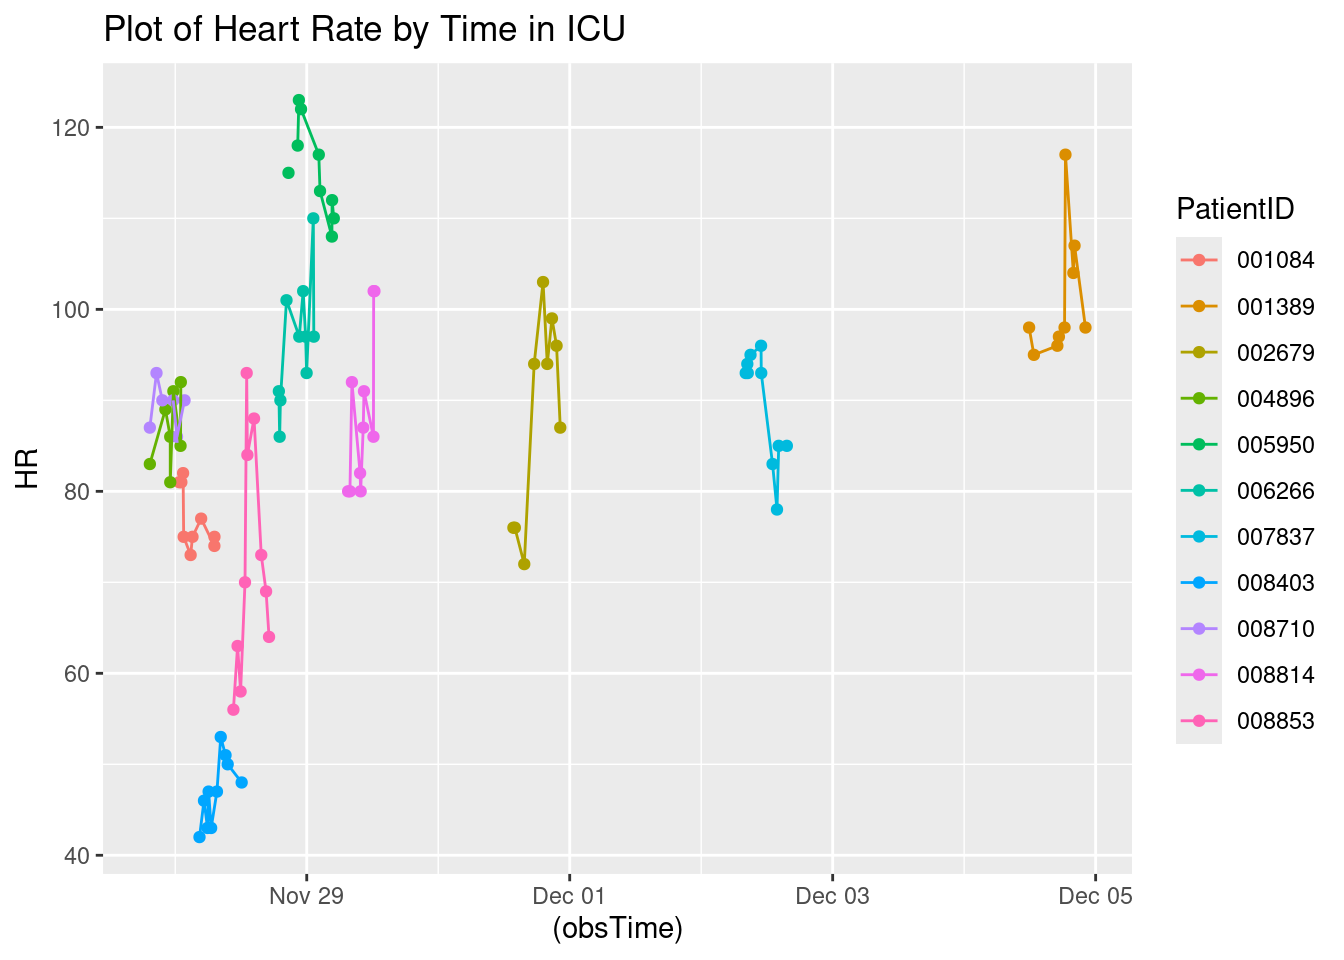 Plot of Heart Rate by Time in ICU
120
100
80
60
40
HR
Nov 29
Dec 01
Dec 03
Dec 05
(obsTime)
PatientID
001084
001389
002679
004896
005950
006266
007837
008403
008710
008814
008853